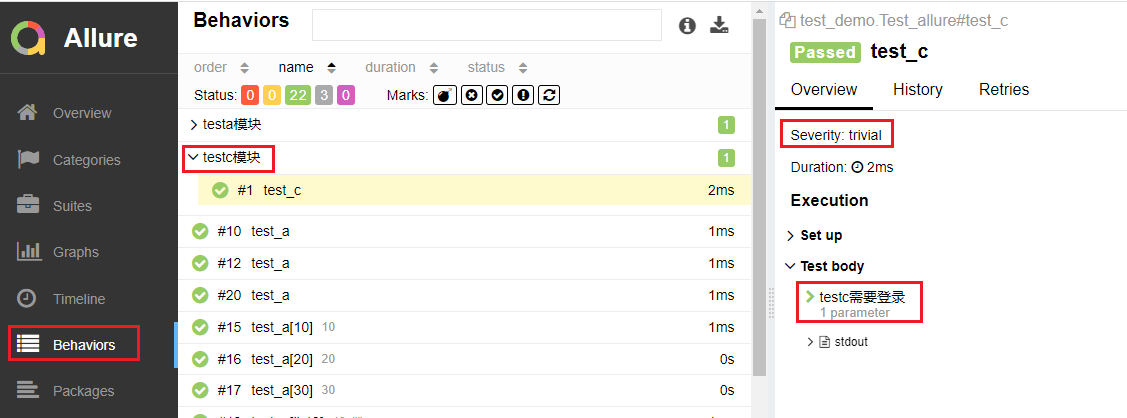 Allure
Overview
Categories
Suites
Graphs
Timeline
Behaviors
Packages
Behaviors
order name duration status
Status: 0 0 22 3 0 Marks:
testa模块 1
testc模块 1
#1 test_c 2ms
#10 test_a 1ms
#12 test_a 1ms
#20 test_a 1ms
#15 test_a[10] 10 1ms
#16 test_a[20] 20 0s
#17 test_a[30] 30 0s
test_demo.Test_allure#test_c
Passed test_c
Overview History Retries
Severity: trivial
Duration: 2ms
Execution
Set up
Test body
testc需要登录
1 parameter
stdout